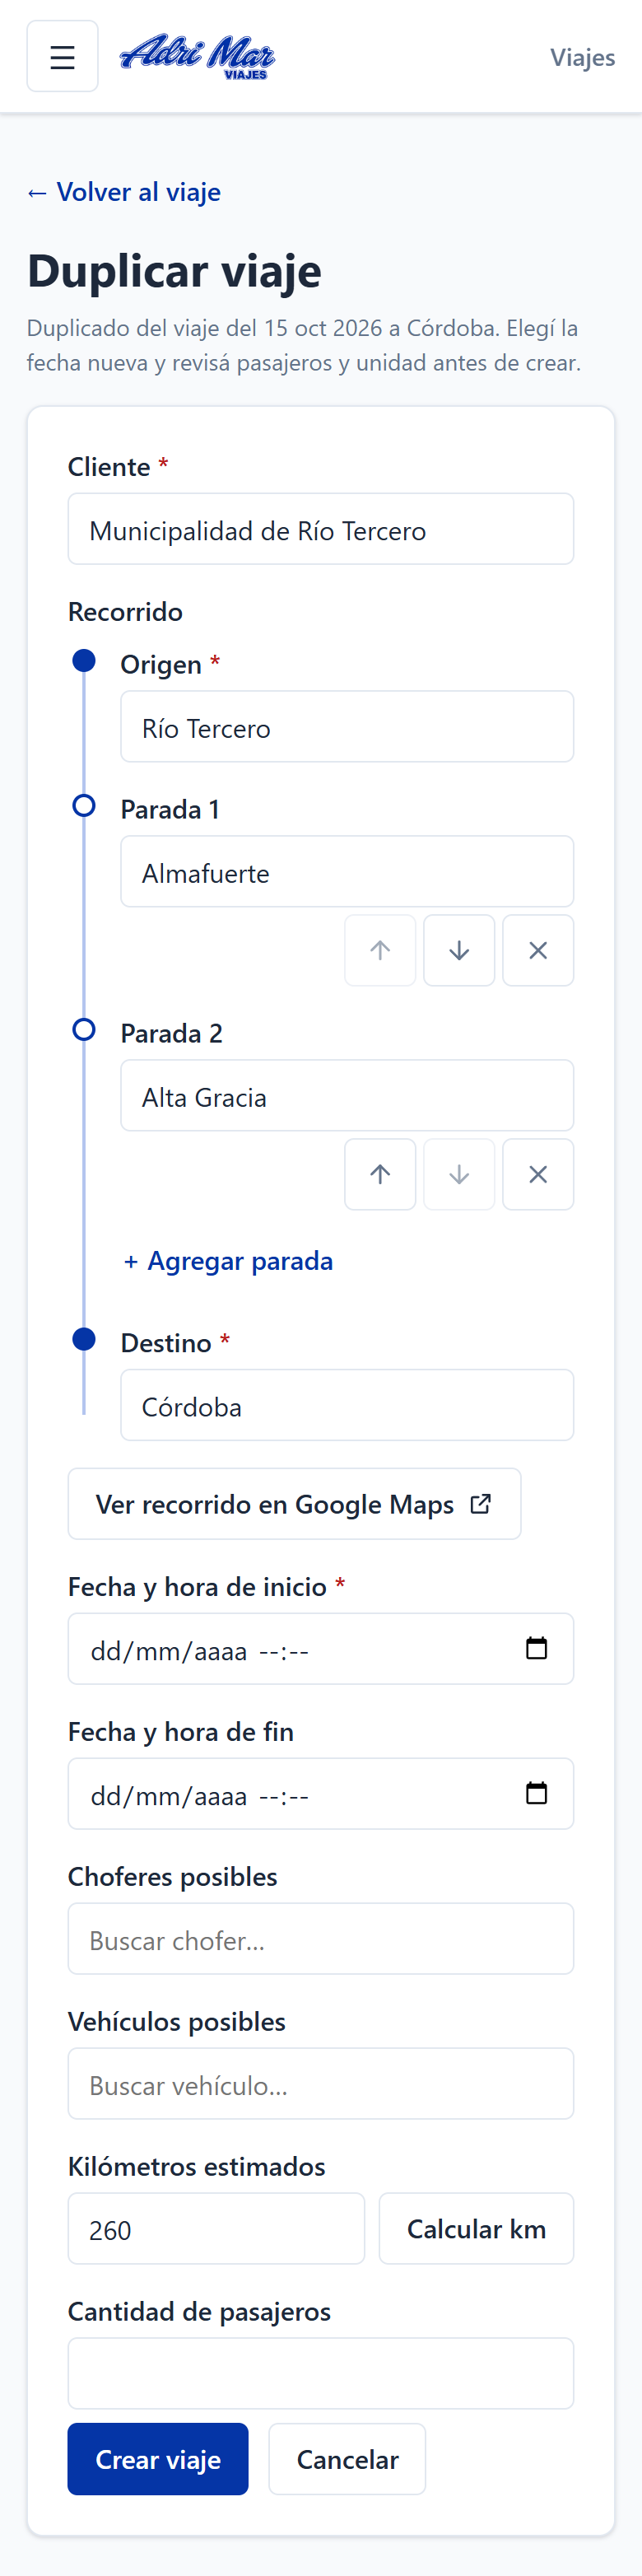 ☰ Adri Mar VIAJES Viajes
← Volver al viaje
Duplicar viaje
Duplicado del viaje del 15 oct 2026 a Córdoba. Elegí la
fecha nueva y revisá pasajeros y unidad antes de crear.
Cliente *
Municipalidad de Río Tercero
Recorrido
Origen *
Río Tercero
Parada 1
Almafuerte
↑ ↓ ×
Parada 2
Alta Gracia
↑ ↓ ×
+ Agregar parada
Destino *
Córdoba
Ver recorrido en Google Maps
Fecha y hora de inicio *
dd/mm/aaaa --:--
Fecha y hora de fin
dd/mm/aaaa --:--
Choferes posibles
Buscar chofer...
Vehículos posibles
Buscar vehículo...
Kilómetros estimados
260 Calcular km
Cantidad de pasajeros
Crear viaje Cancelar